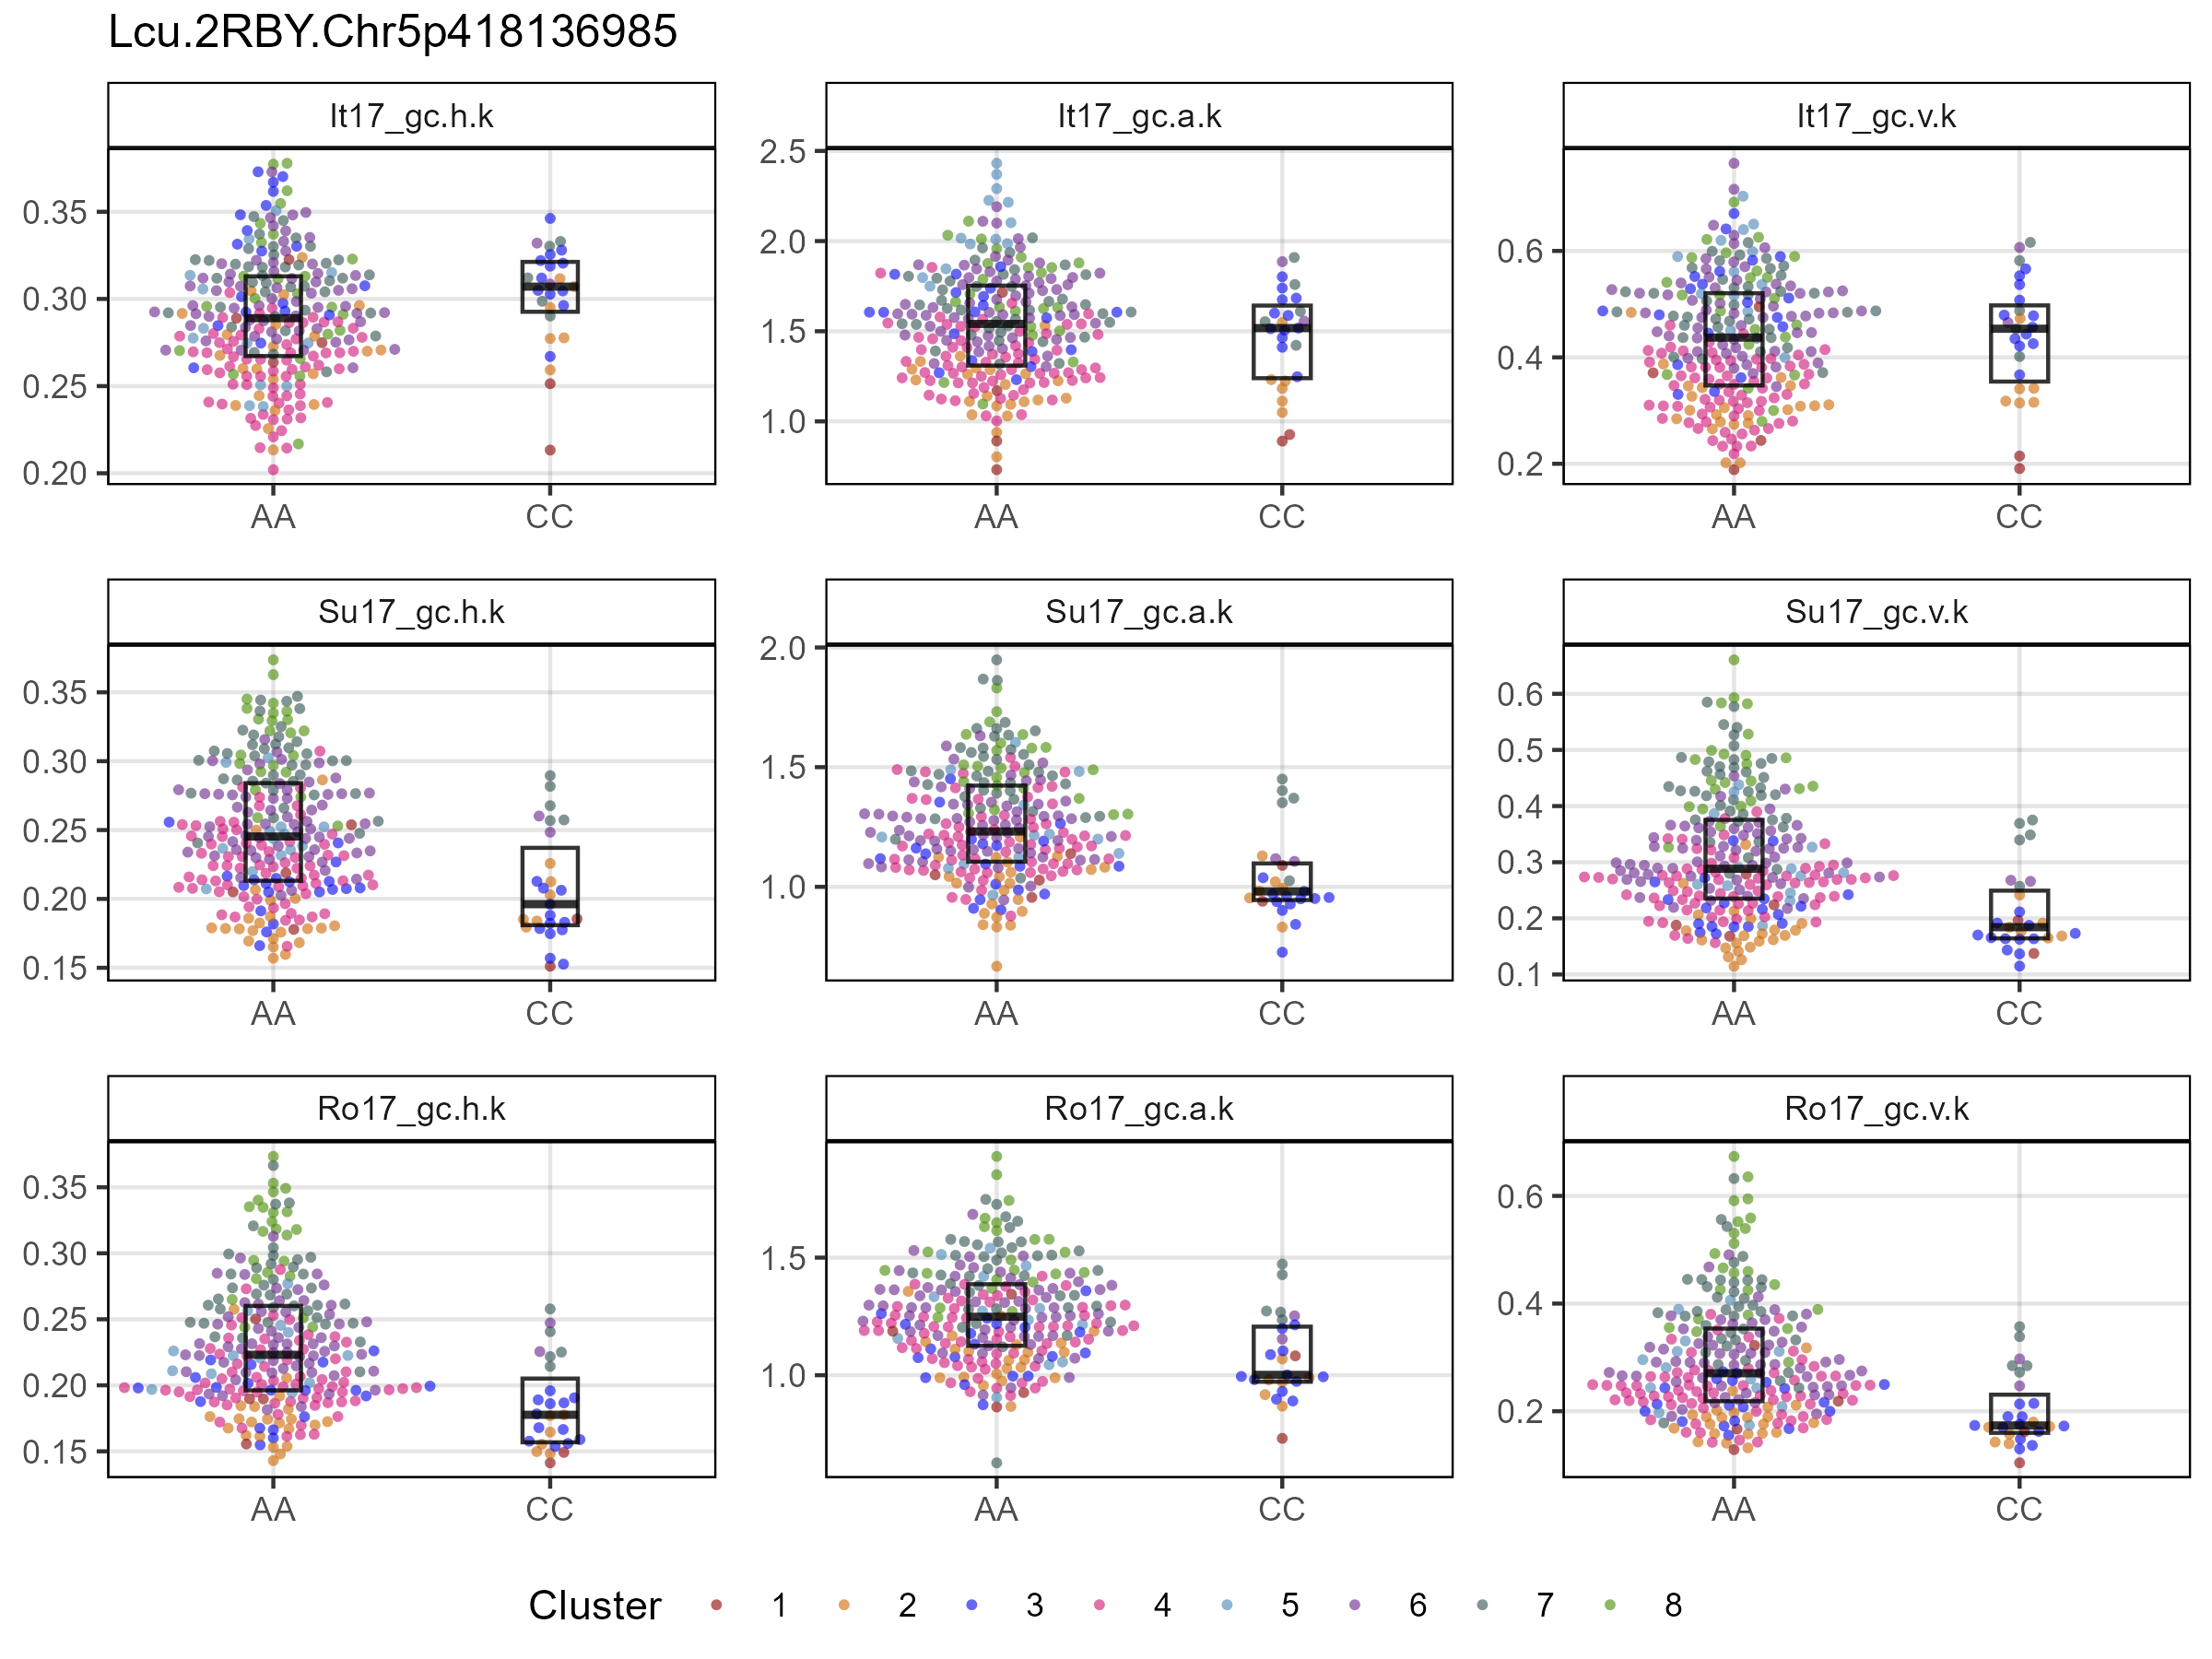 Lcu.2RBY.Chr5p418136985
It17_gc.h.k
It17_gc.a.k
It17_gc.v.k
0.35
0.30
0.25
0.20
AA
CC
2.5
2.0
1.5
1.0
AA
CC
0.6
0.4
0.2
AA
CC
Su17_gc.h.k
Su17_gc.a.k
Su17_gc.v.k
0.35
0.30
0.25
0.20
0.15
AA
CC
2.0
1.5
1.0
AA
CC
0.6
0.5
0.4
0.3
0.2
0.1
AA
CC
Ro17_gc.h.k
Ro17_gc.a.k
Ro17_gc.v.k
0.35
0.30
0.25
0.20
0.15
AA
CC
1.5
1.0
AA
CC
0.6
0.4
0.2
AA
CC
Cluster 1 2 3 4 5 6 7 8